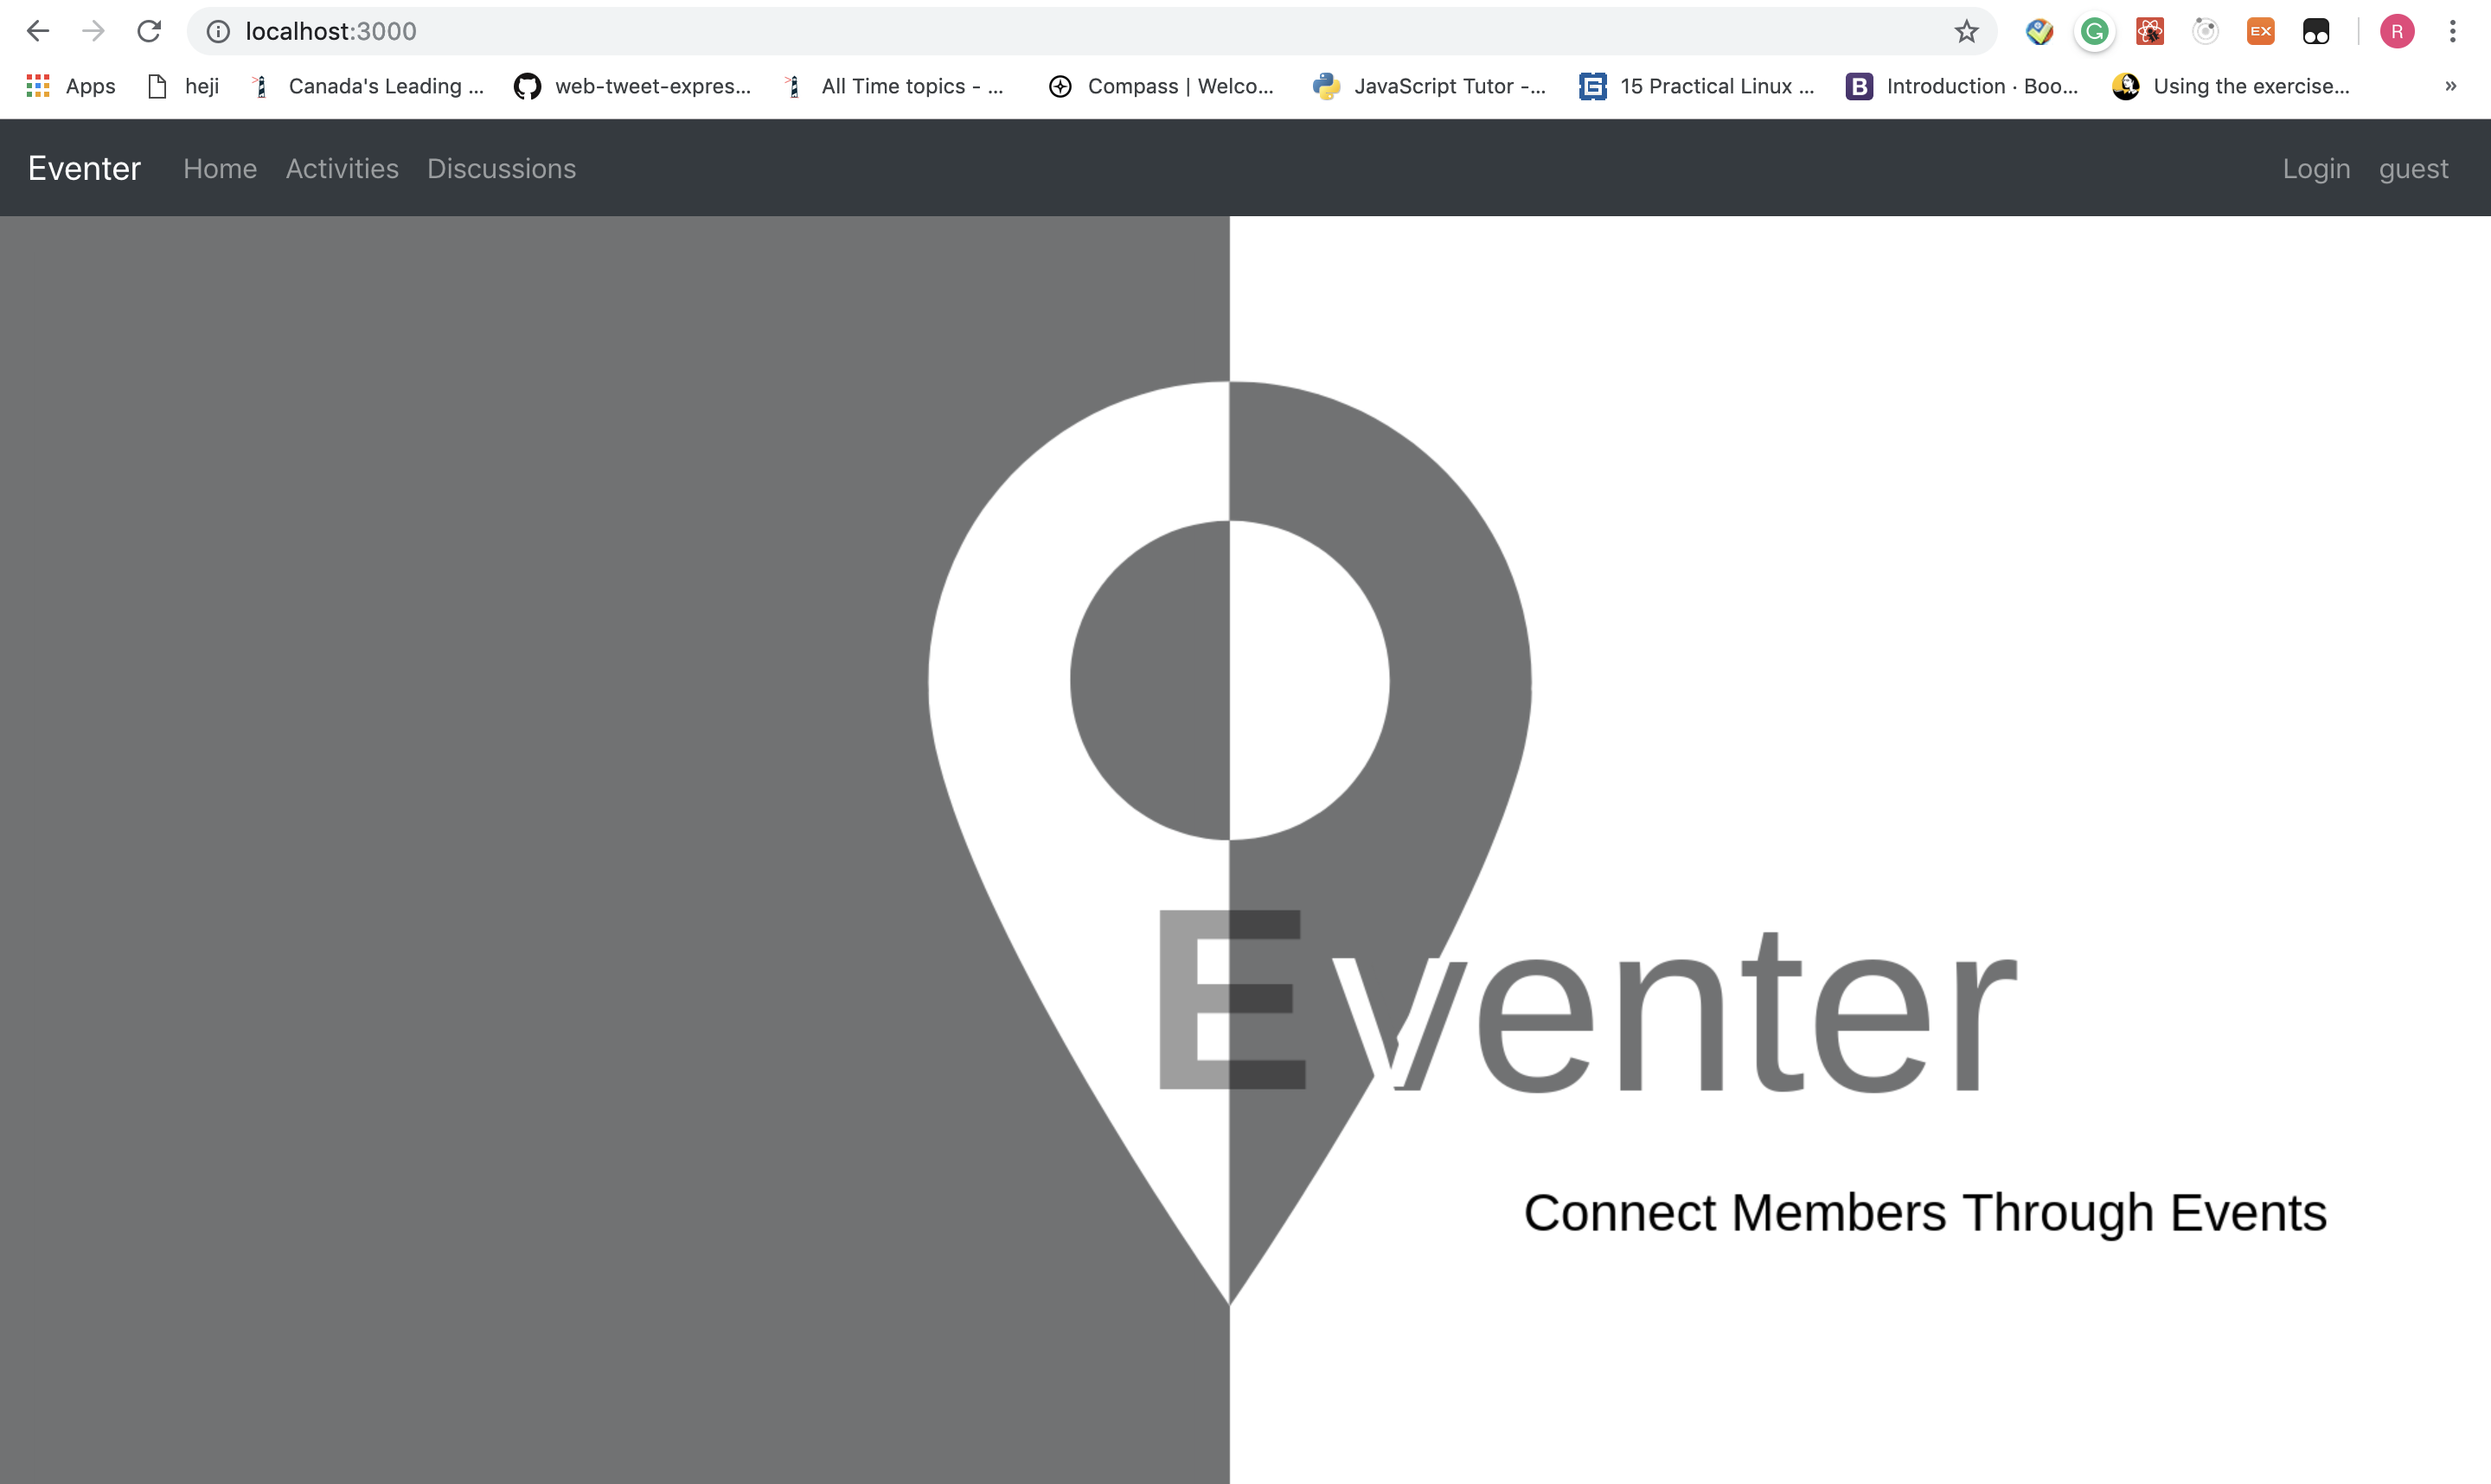 localhost:3000
EX
R
Apps heji Canada's Leading ... web-tweet-expres... All Time topics - ... Compass | Welco... JavaScript Tutor -... 15 Practical Linux ... B Introduction · Boo... Using the exercise... »
Eventer Home Activities Discussions Login guest
Eventer
Connect Members Through Events